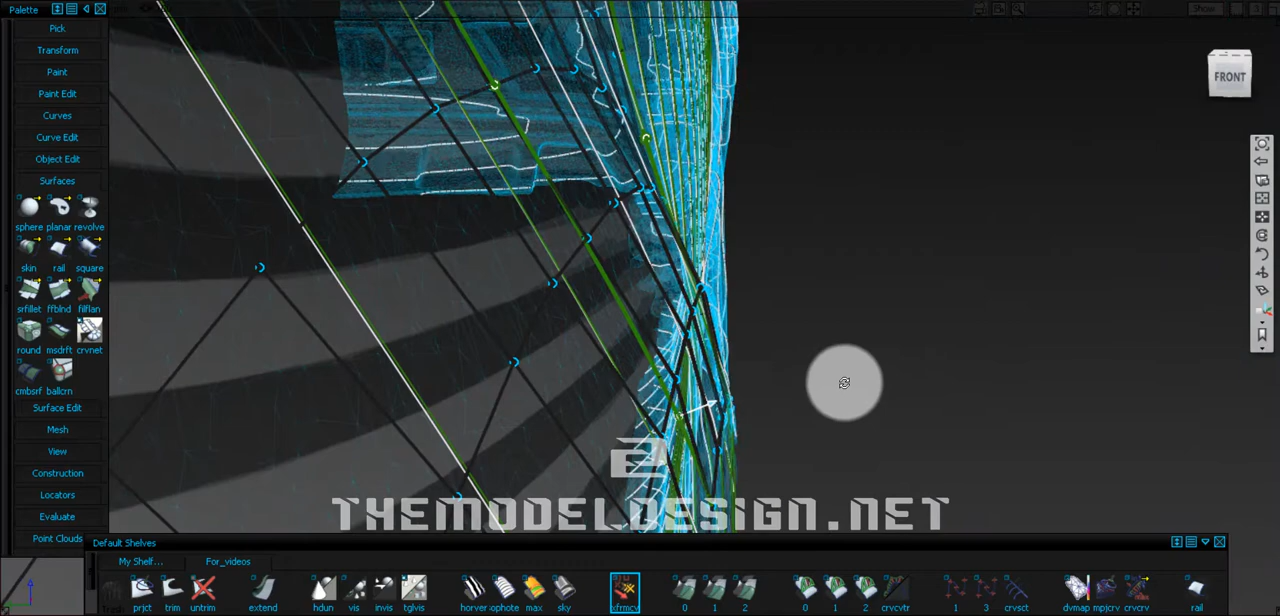 Palette
Show
3
Pick
Transform
Paint
Paint Edit
Curves
Curve Edit
Object Edit
Surfaces
sphere planar revolve
skin rail square
srfillet ffblnd filflan
round msdrft crvnet
cmbsrf ballcrn
Surface Edit
Mesh
View
Construction
Locators
Evaluate
Point Clouds
FRONT
2
THEMODELDESIGN.NET
Default Shelves
My Shelf... For_videos
prjct trim untrim extend hdun vis invis tglvis horver ophote max sky xfrmcv 0 1 2 0 1 2 crvcvtr 1 3 crvsct dvmap mpjcrv crvcrv rail